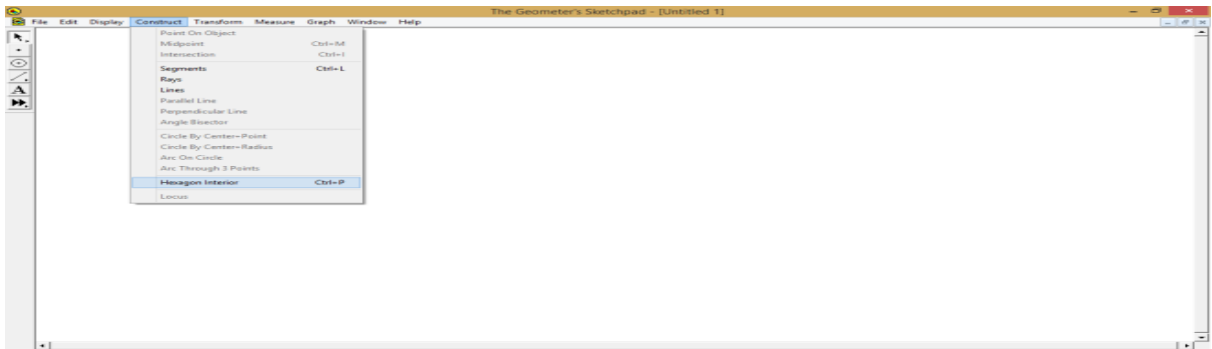 The Geometer's Sketchpad - [Untitled 1]
File Edit Display Construct Transform Measure Graph Window Help
Point On Object
Midpoint Ctrl+M
Intersection Ctrl+I
Segments Ctrl+L
Rays
Lines
Parallel Line
Perpendicular Line
Angle Bisector
Circle By Center+Point
Circle By Center+Radius
Arc On Circle
Arc Through 3 Points
Hexagon Interior Ctrl+P
Locus
A